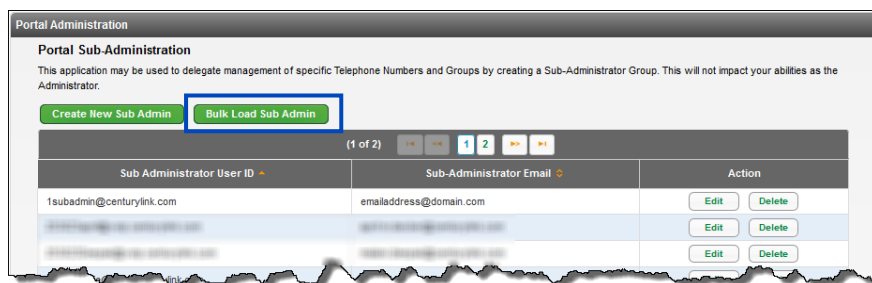 Portal Administration
Portal Sub-Administration
This application may be used to delegate management of specific Telephone Numbers and Groups by creating a Sub-Administrator Group. This will not impact your abilities as the
Administrator.
Create New Sub Admin Bulk Load Sub Admin
(1 of 2) 1 2
Sub Administrator User ID Sub-Administrator Email Action
1subadmin@centurylink.com emailaddress@domain.com Edit Delete
Edit Delete
Edit Delete